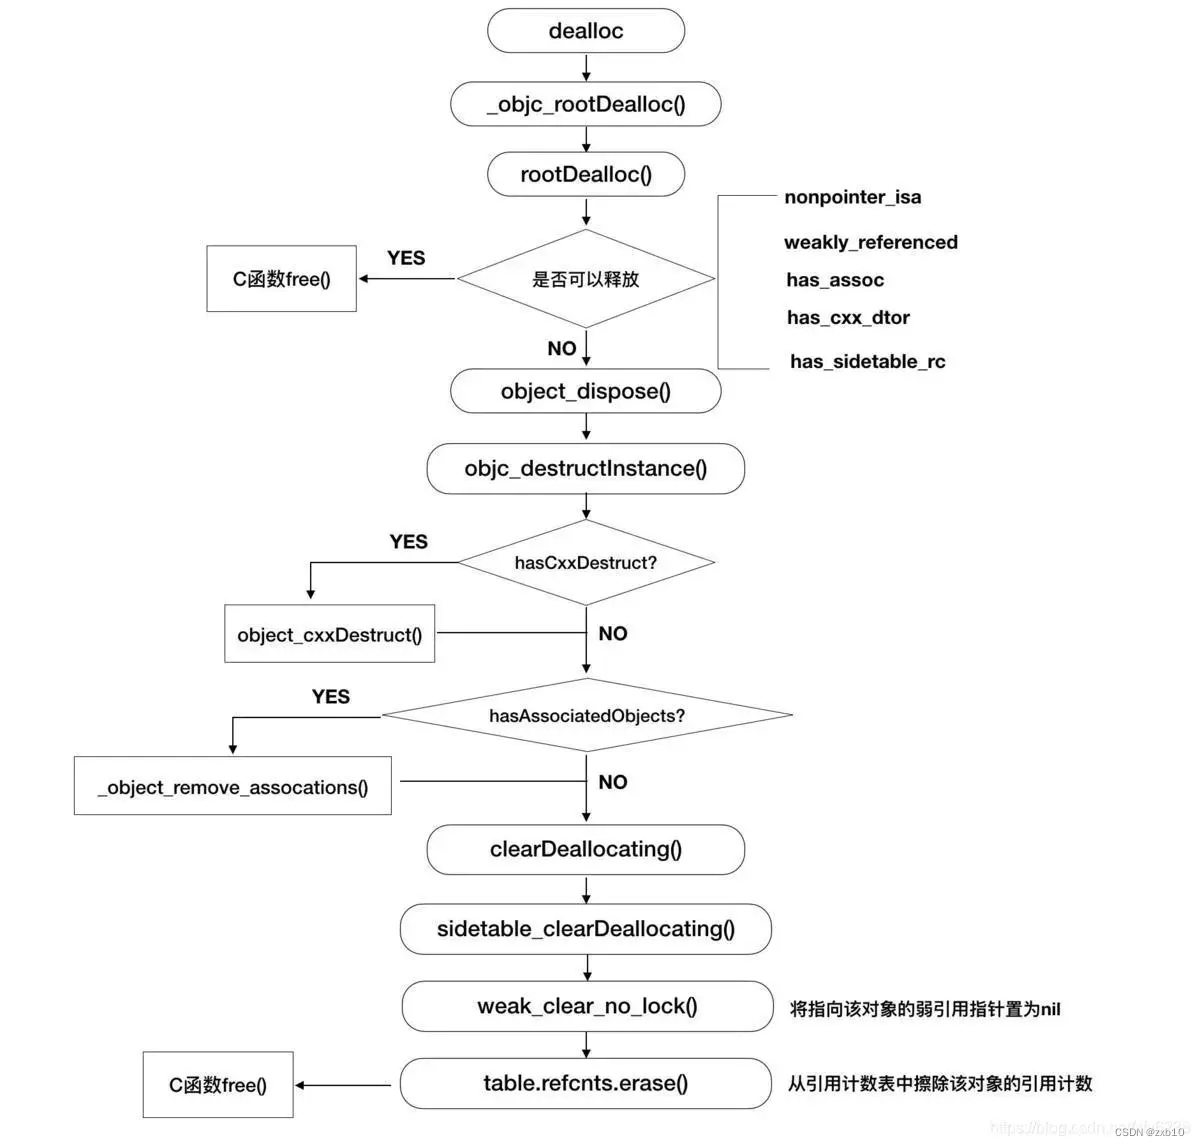 dealloc
_objc_rootDealloc()
rootDealloc()
nonpointer_isa
weakly_referenced
has_assoc
has_cxx_dtor
has_sidetable_rc
YES
C函数free()
是否可以释放
NO
object_dispose()
objc_destructInstance()
YES
hasCxxDestruct?
object_cxxDestruct()
NO
YES
hasAssociatedObjects?
_object_remove_assocations()
NO
clearDeallocating()
sidetable_clearDeallocating()
weak_clear_no_lock()
将指向该对象的弱引用指针置为nil
C函数free()
table.refcnts.erase()
从引用计数表中擦除该对象的引用计数
CSDN @zxb10